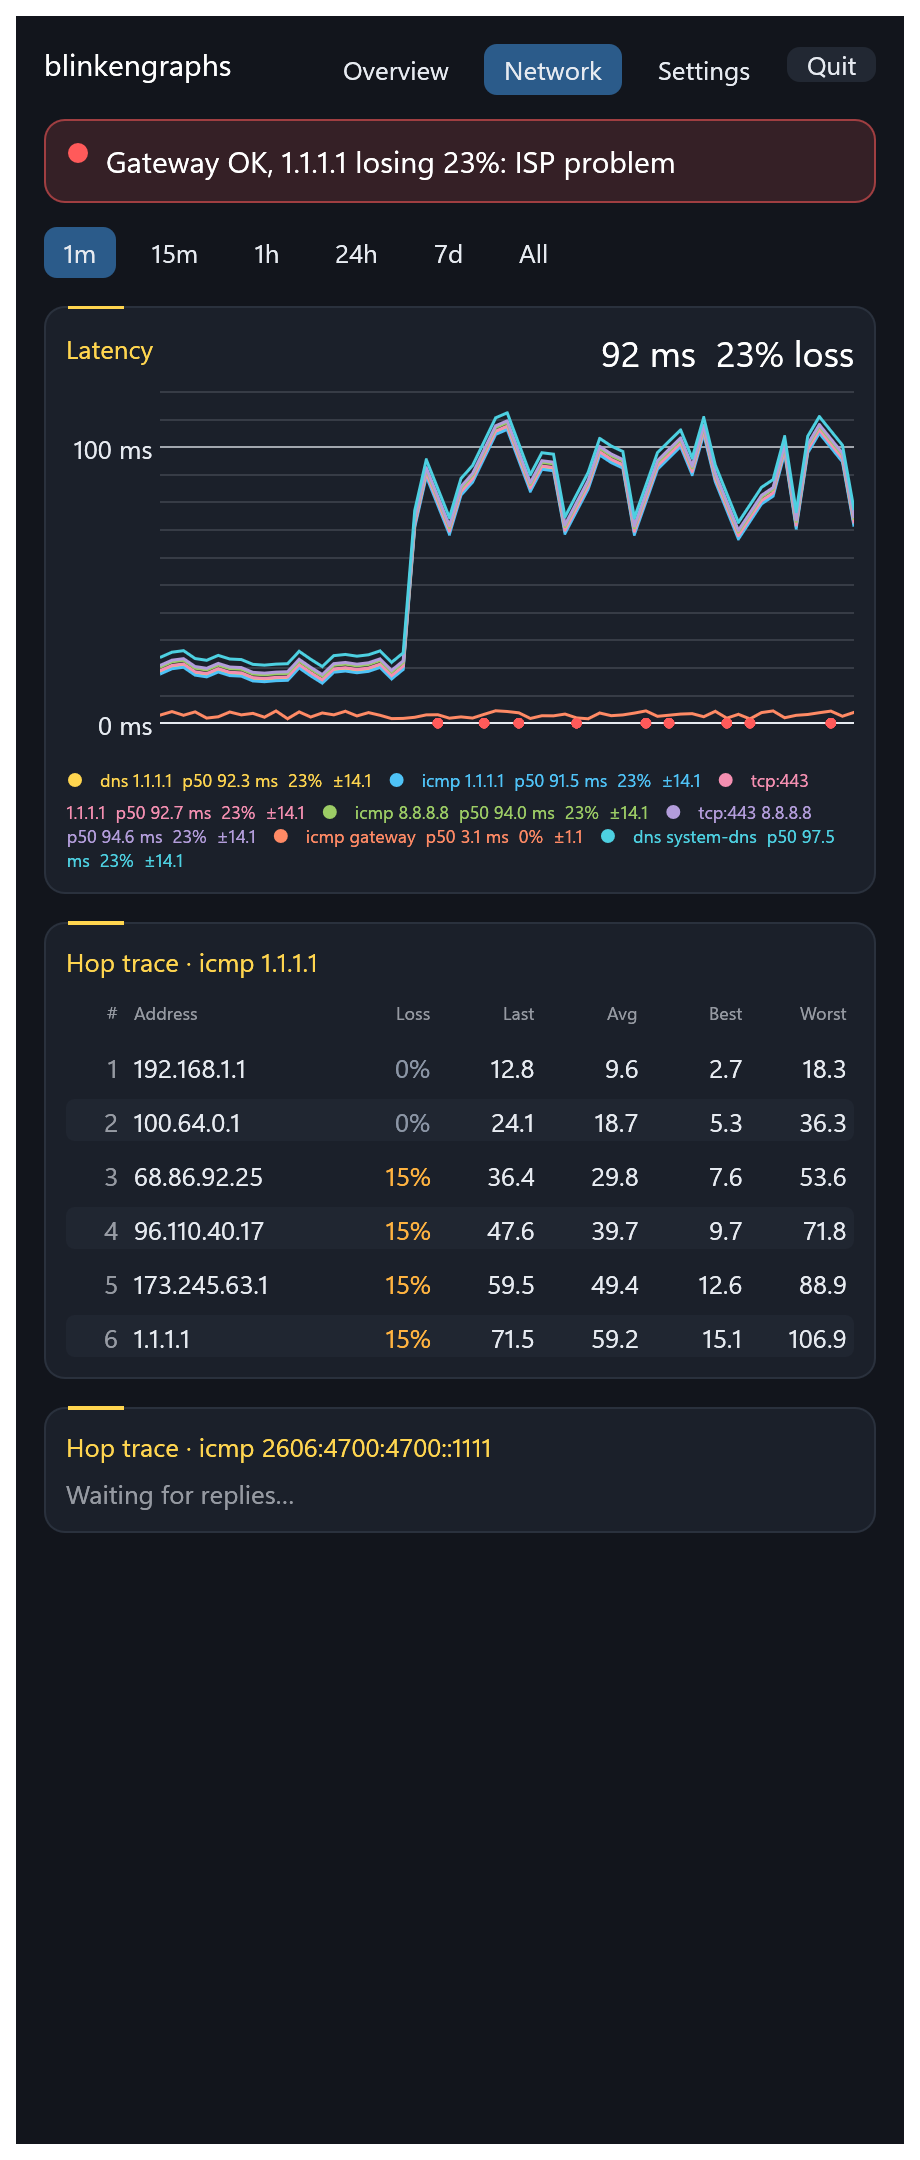 blinkengraphs Overview Network Settings Quit
Gateway OK, 1.1.1.1 losing 23%: ISP problem
1m 15m 1h 24h 7d All
Latency 92 ms 23% loss
100 ms
0 ms
dns 1.1.1.1 p50 92.3 ms 23% ±14.1 icmp 1.1.1.1 p50 91.5 ms 23% ±14.1 tcp:443
1.1.1.1 p50 92.7 ms 23% ±14.1 icmp 8.8.8.8 p50 94.0 ms 23% ±14.1 tcp:443 8.8.8.8
p50 94.6 ms 23% ±14.1 icmp gateway p50 3.1 ms 0% ±1.1 dns system-dns p50 97.5
ms 23% ±14.1
Hop trace · icmp 1.1.1.1
# Address Loss Last Avg Best Worst
1 192.168.1.1 0% 12.8 9.6 2.7 18.3
2 100.64.0.1 0% 24.1 18.7 5.3 36.3
3 68.86.92.25 15% 36.4 29.8 7.6 53.6
4 96.110.40.17 15% 47.6 39.7 9.7 71.8
5 173.245.63.1 15% 59.5 49.4 12.6 88.9
6 1.1.1.1 15% 71.5 59.2 15.1 106.9
Hop trace · icmp 2606:4700:4700::1111
Waiting for replies...